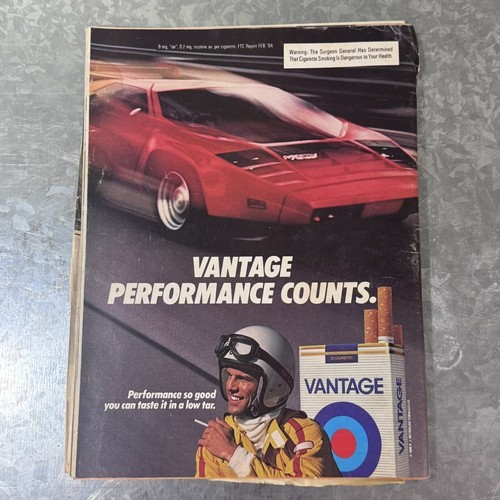 9 mg. "tar", 0.2 mg. nicotine av. per cigarette, FTC Report FEB. '84.
Warning: The Surgeon General Has Determined
That Cigarette Smoking Is Dangerous to Your Health.
VANTAGE
PERFORMANCE COUNTS.
Performance so good
you can taste it in a low tar.
VANTAGE
VANTAGE